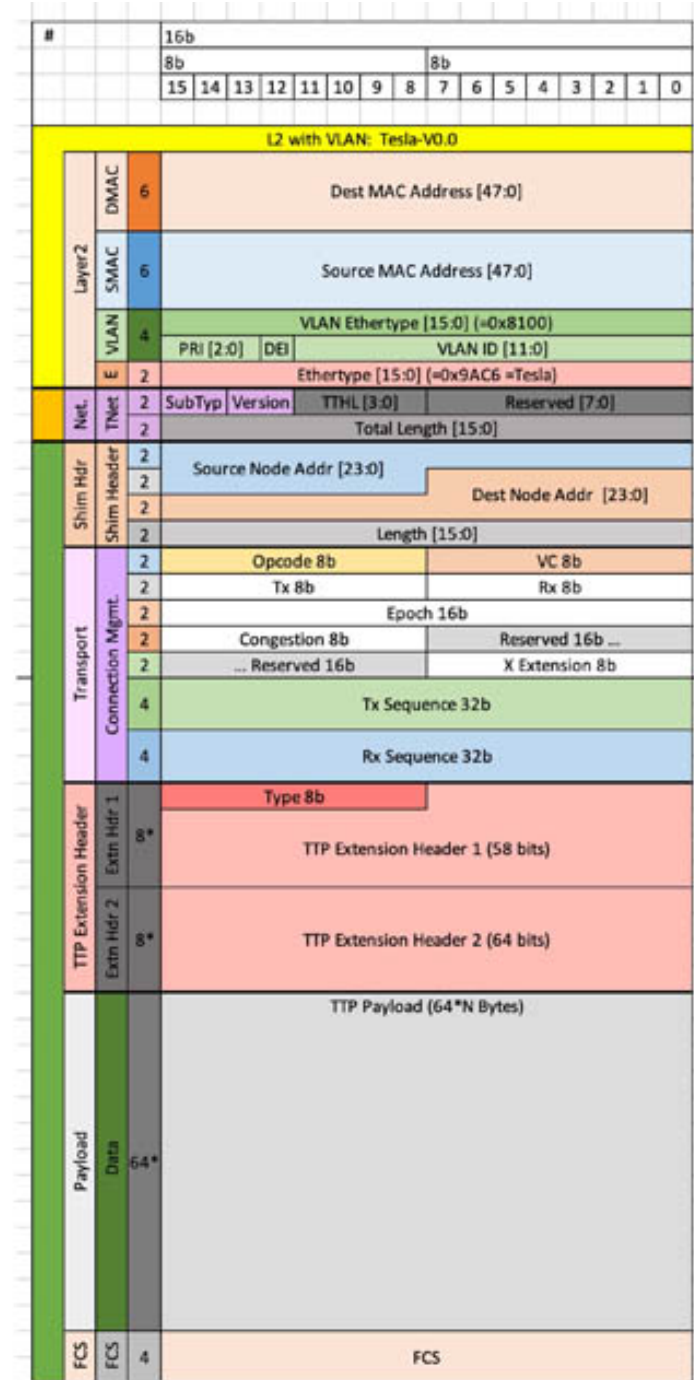 # 16b
8b 8b
15 14 13 12 11 10 9 8 7 6 5 4 3 2 1 0
L2 with VLAN: Tesla-V0.0
Layer2
DMAC 6 Dest MAC Address [47:0]
SMAC 6 Source MAC Address [47:0]
VLAN 4 VLAN Ethertype [15:0] (=0x8100)
PRI [2:0] DEI VLAN ID [11:0]
E 2 Ethertype [15:0] (=0x9AC6 =Tesla)
Net. TNet 2 SubTyp Version TTHL [3:0] Reserved [7:0]
2 Total Length [15:0]
Shim Hdr Shim Header
2
2 Source Node Addr [23:0]
2 Dest Node Addr [23:0]
2 Length [15:0]
Transport Connection Mgmt.
2 Opcode 8b VC 8b
2 Tx 8b Rx 8b
2 Epoch 16b
2 Congestion 8b Reserved 16b ...
2 ... Reserved 16b X Extension 8b
4 Tx Sequence 32b
4 Rx Sequence 32b
TTP Extension Header
Type 8b
Extn Hdr 1 8* TTP Extension Header 1 (58 bits)
Extn Hdr 2 8* TTP Extension Header 2 (64 bits)
TTP Payload (64*N Bytes)
Payload Data 64*
FCS FCS 4 FCS